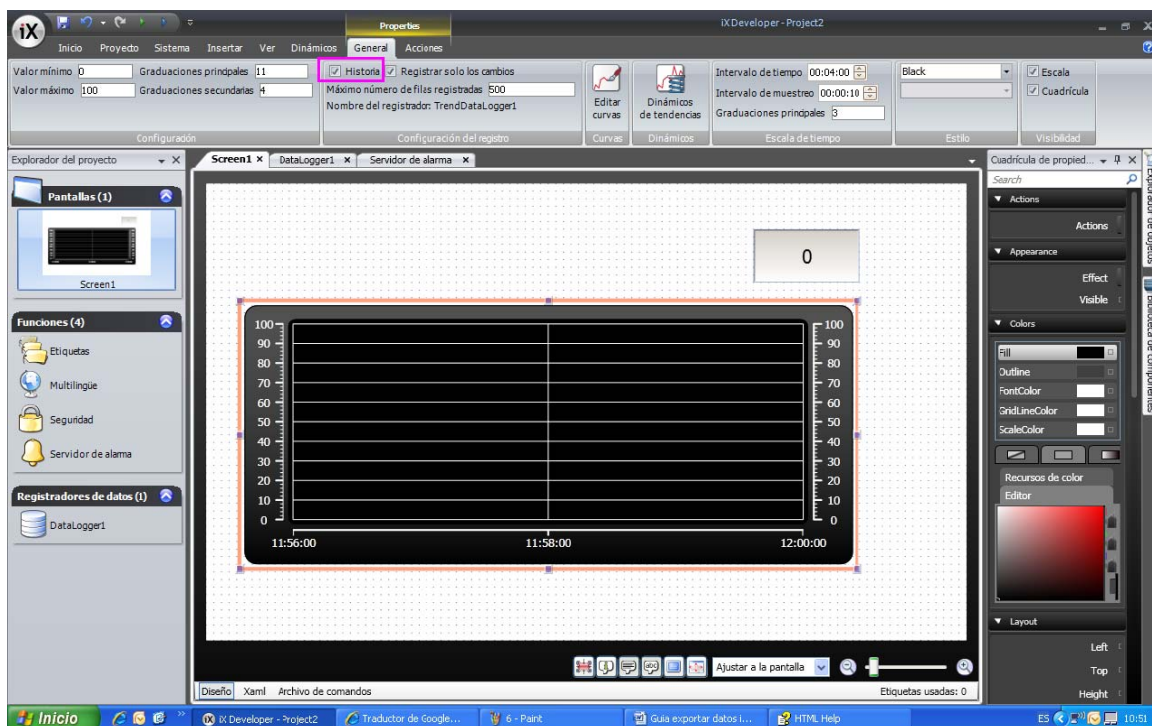 iX
Properties
iX Developer - Project2
Inicio Proyecto Sistema Insertar Ver Dinámicos General Acciones
Valor mínimo 0 Graduaciones principales 11 Historia Registrar solo los cambios Intervalo de tiempo 00:04:00 Black Escala
Valor máximo 100 Graduaciones secundarias 4 Máximo número de filas registradas 500 Editar curvas Dinámicos de tendencias Intervalo de muestreo 00:00:10 Cuadrícula
Nombre del registrador: TrendDataLogger1 Graduaciones principales 3
Configuración Configuración del registro Curvas Dinámicos Escala de tiempo Estilo Visibilidad
Explorador del proyecto
Screen1 DataLogger1 Servidor de alarma
Cuadrícula de propied...
Search
Pantallas (1)
Screen1
Funciones (4)
Etiquetas
Multilingüe
Seguridad
Servidor de alarma
Registradores de datos (1)
DataLogger1
0
100 100
90 90
80 80
70 70
60 60
50 50
40 40
30 30
20 20
10 10
0 0
11:56:00 11:58:00 12:00:00
Actions
Actions
Appearance
Effect
Visible
Colors
Fill
Outline
FontColor
GridLineColor
ScaleColor
Recursos de color
Editor
Layout
Left
Top
Height
Explorador de objetos
Biblioteca de componentes
abc
Ajustar a la pantalla
Diseño Xaml Archivo de comandos
Etiquetas usadas: 0
Inicio
iX Developer - Project2
Traductor de Google...
6 - Paint
Guia exportar datos i...
HTML Help
ES
10:51